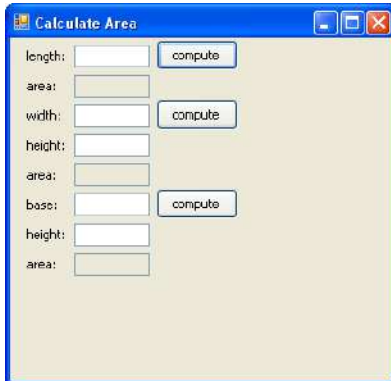 Calculate Area
length: compute
area:
width: compute
height:
area:
base: compute
height:
area: